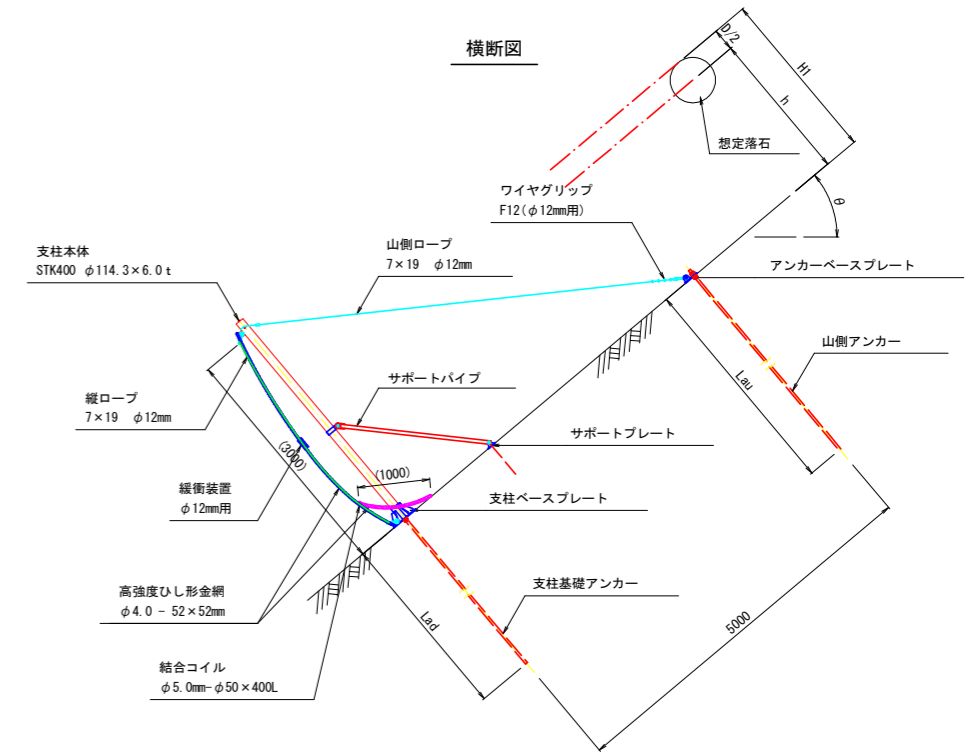 横断図
D/2
H1
h
想定落石
θ
ワイヤグリップ
F12(φ12mm用)
支柱本体
STK400 φ114.3×6.0t
山側ロープ
7×19 φ12mm
アンカーベースプレート
山側アンカー
Lau
サポートパイプ
縦ロープ
7×19 φ12mm
サポートプレート
(3000)
(1000)
緩衝装置
φ12mm用
支柱ベースプレート
高強度ひし形金網
φ4.0 - 52×52mm
支柱基礎アンカー
Lad
5000
結合コイル
φ5.0mm-φ50×400L